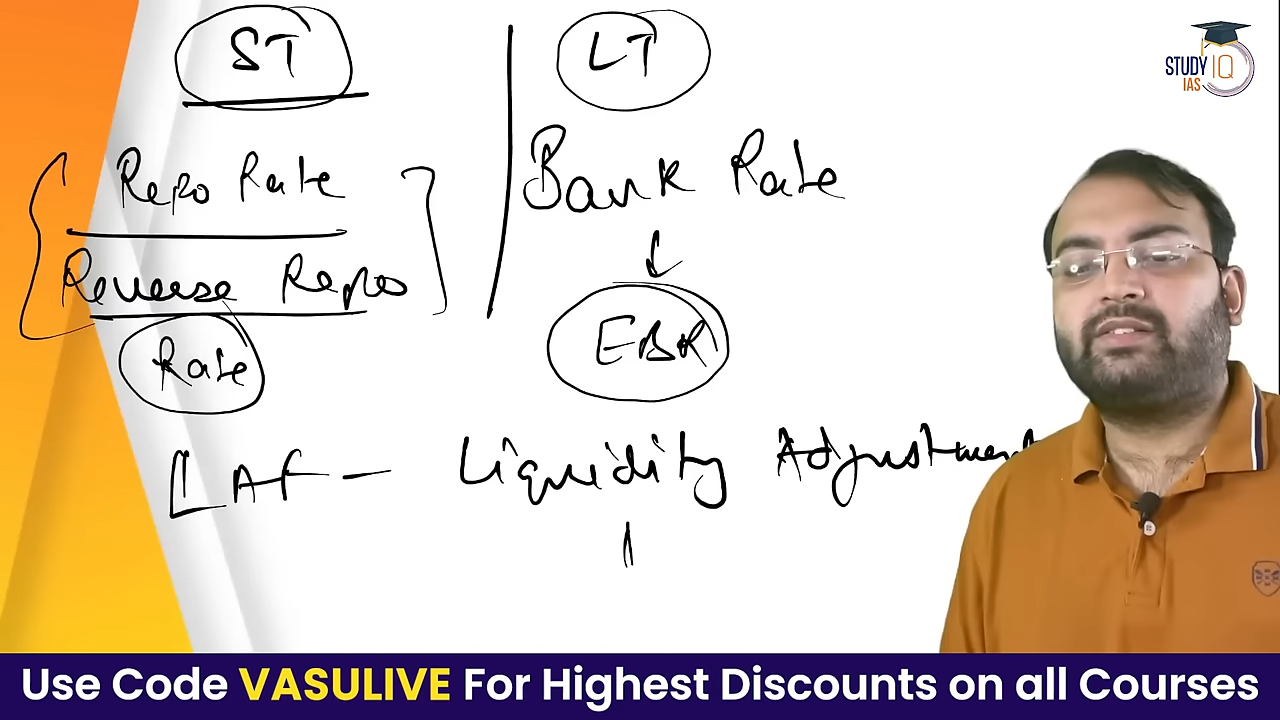 ST
LT
STUDY IQ
IAS
Repo Rate
Bank Rate
Reverse Repo
Rate
EBR
LAF - Liquidity Adjustment
Use Code VASULIVE For Highest Discounts on all Courses